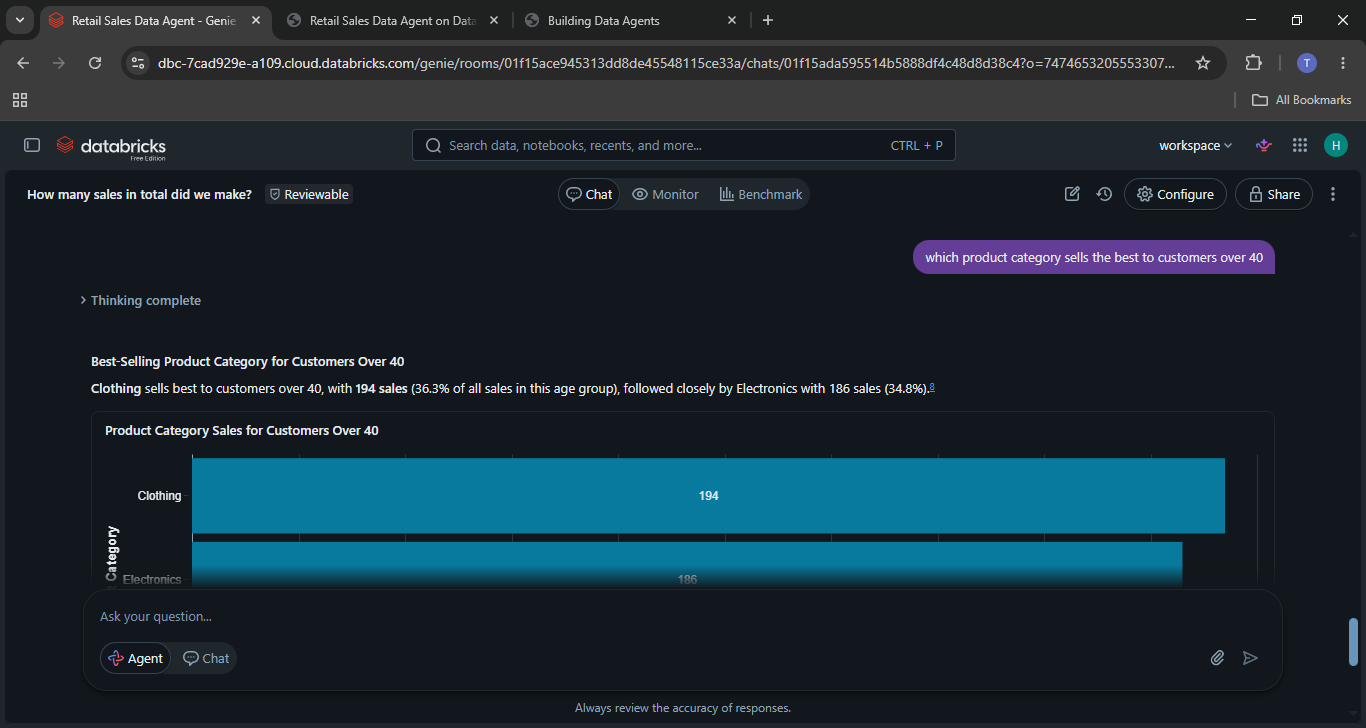 Retail Sales Data Agent - Genie
Retail Sales Data Agent on Data
Building Data Agents
dbc-7cad929e-a109.cloud.databricks.com/genie/rooms/01f15ace945313dd8de45548115ce33a/chats/01f15ada595514b5888df4c48d8d38c4?o=7474653205553307...
T
All Bookmarks
databricks
Free Edition
Search data, notebooks, recents, and more...
CTRL + P
workspace
H
How many sales in total did we make?
Reviewable
Chat
Monitor
Benchmark
Configure
Share
which product category sells the best to customers over 40
Thinking complete
Best-Selling Product Category for Customers Over 40
Clothing sells best to customers over 40, with 194 sales (36.3% of all sales in this age group), followed closely by Electronics with 186 sales (34.8%).8
Product Category Sales for Customers Over 40
Clothing
194
Category
Electronics
186
Ask your question...
Agent
Chat
Always review the accuracy of responses.